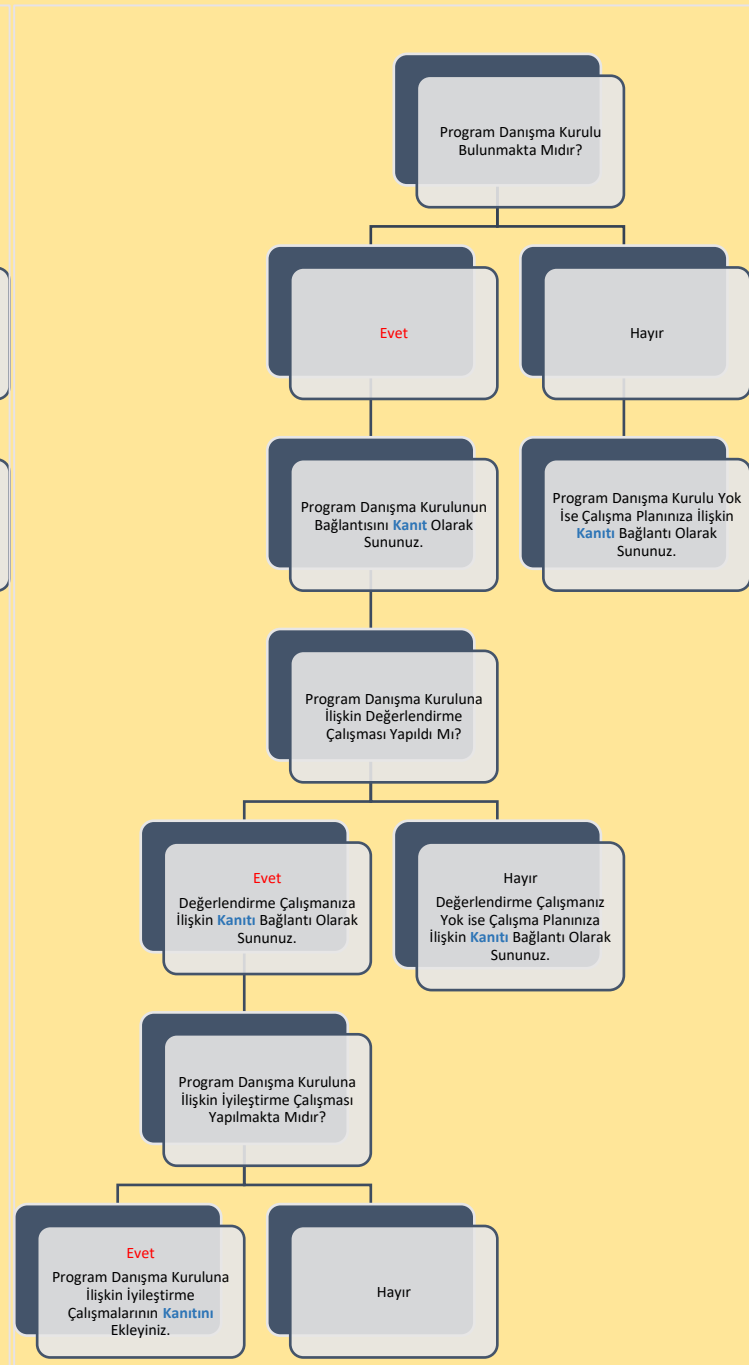 Program Danışma Kurulu
Bulunmakta Mıdır?
Evet
Hayır
Program Danışma Kurulunun
Bağlantısını Kanıt Olarak
Sununuz.
Program Danışma Kurulu Yok
İse Çalışma Planınıza İlişkin
Kanıtı Bağlantı Olarak
Sununuz.
Program Danışma Kuruluna
İlişkin Değerlendirme
Çalışması Yapıldı Mı?
Evet
Değerlendirme Çalışmanıza
İlişkin Kanıtı Bağlantı Olarak
Sununuz.
Hayır
Değerlendirme Çalışmanız
Yok ise Çalışma Planınıza
İlişkin Kanıtı Bağlantı Olarak
Sununuz.
Program Danışma Kuruluna
İlişkin İyileştirme Çalışması
Yapılmakta Mıdır?
Evet
Program Danışma Kuruluna
İlişkin İyileştirme
Çalışmalarının Kanıtını
Ekleyiniz.
Hayır